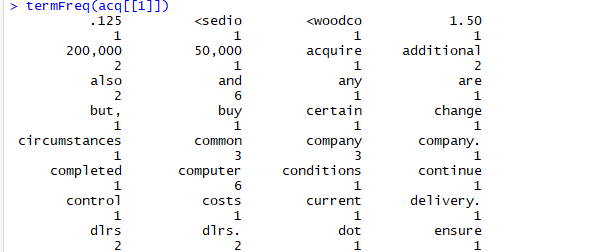 > termFreq(acq[[1]])
.125 <sedio <woodco 1.50
1 1 1 1
200,000 50,000 acquire additional
2 1 1 2
also and any are
2 6 1 1
but, buy certain change
1 1 1 1
circumstances common company company.
1 3 3 1
completed computer conditions continue
1 6 1 1
control costs current delivery.
1 1 1 1
dlrs dlrs. dot ensure
2 2 1 1